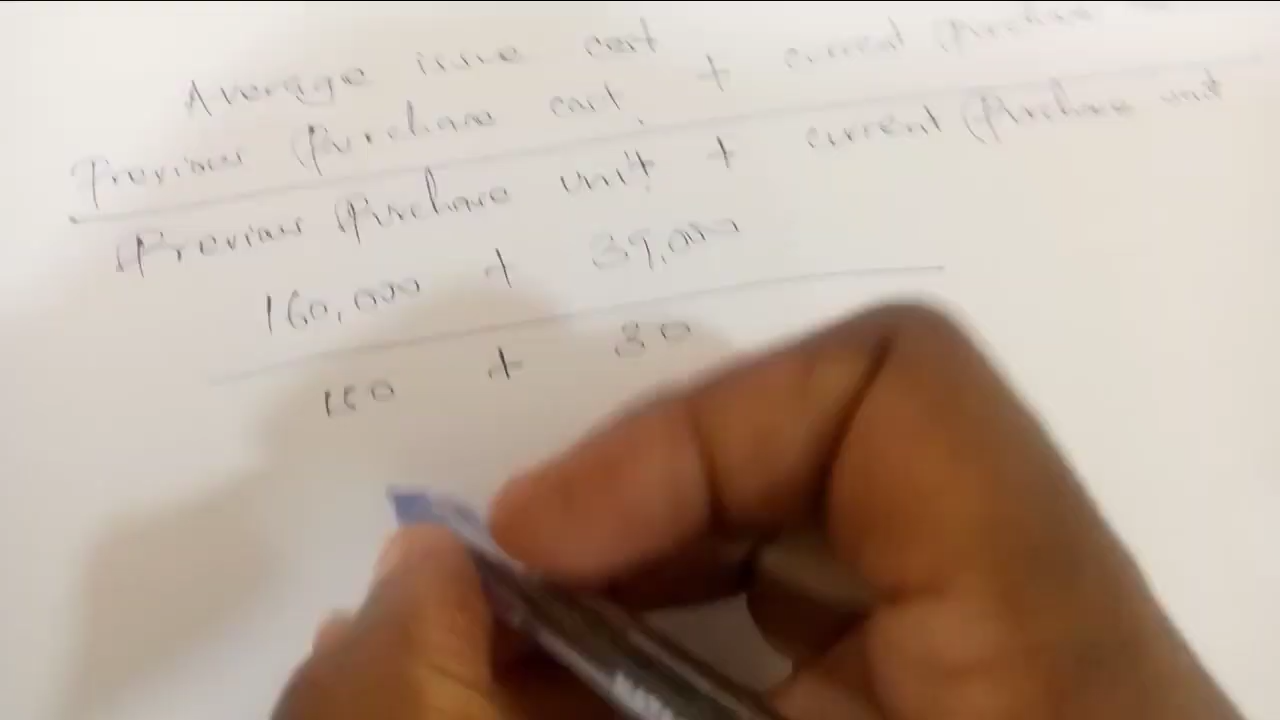 Average issue cost
Previous Purchase cost + current Purchase
Previous Purchase unit + current Purchase unit
160,000 + 39,000
150 + 30